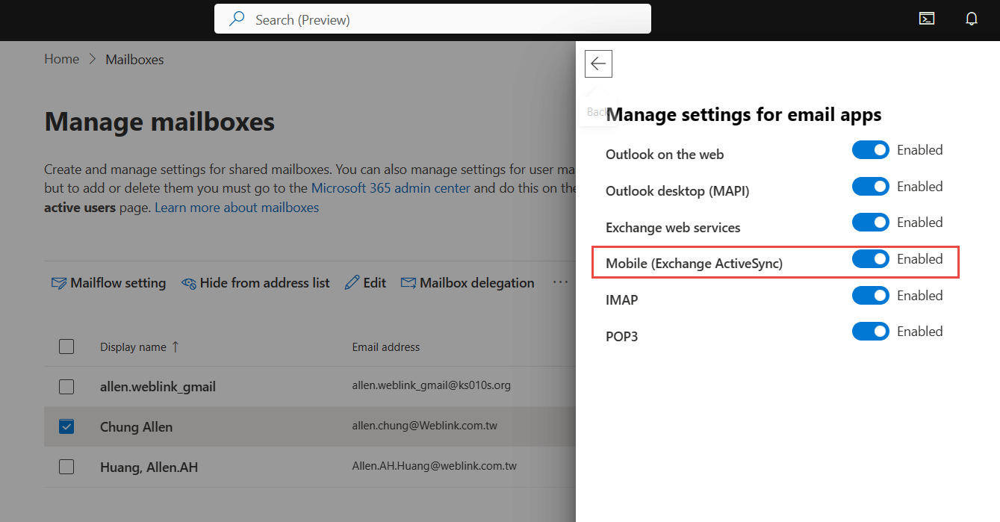 Search (Preview)
Home > Mailboxes
Manage mailboxes
Create and manage settings for shared mailboxes. You can also manage settings for user ma
but to add or delete them you must go to the Microsoft 365 admin center and do this on the
active users page. Learn more about mailboxes
Mailflow setting Hide from address list Edit Mailbox delegation ...
Display name ↑ Email address
allen.weblink_gmail allen.weblink_gmail@ks010s.org
Chung Allen allen.chung@Weblink.com.tw
Huang, Allen.AH Allen.AH.Huang@weblink.com.tw
Back
Manage settings for email apps
Outlook on the web Enabled
Outlook desktop (MAPI) Enabled
Exchange web services Enabled
Mobile (Exchange ActiveSync) Enabled
IMAP Enabled
POP3 Enabled